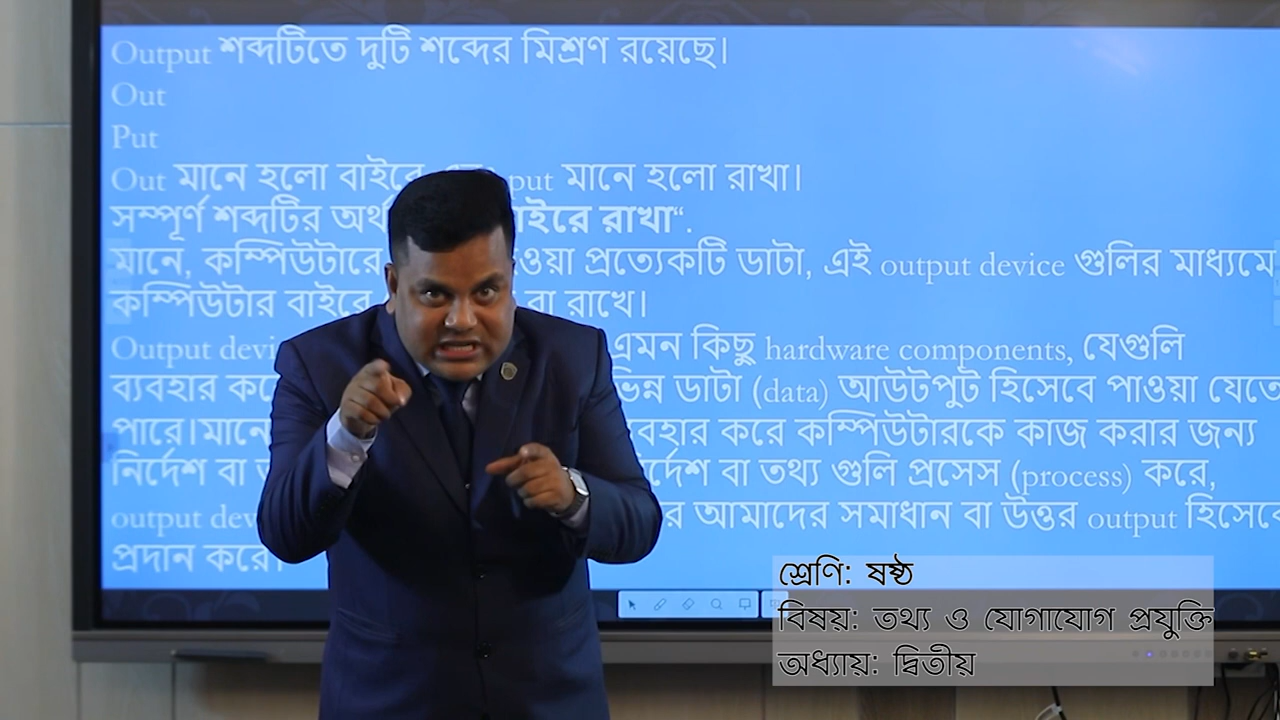 Output শব্দটিতে দুটি শব্দের মিশ্রণ রয়েছে।
Out
Put
Out মানে হলো বাইরে put মানে হলো রাখা।
সম্পূর্ণ শব্দটির অর্থ াইরে রাখা“.
মানে, কম্পিউটারে ওয়া প্রত্যেকটি ডাটা, এই output device গুলির মাধ্যমে
কম্পিউটার বাইরে বা রাখে।
Output devi এমন কিছু hardware components, যেগুলি
ব্যবহার করে ভিন্ন ডাটা (data) আউটপুট হিসেবে পাওয়া যেতে
পারে।মানে বহার করে কম্পিউটারকে কাজ করার জন্য
নির্দেশ বা র্দেশ বা তথ্য গুলি প্রসেস (process) করে,
output dev র আমাদের সমাধান বা উত্তর output হিসেবে
প্রদান করে।
শ্রেণি: ষষ্ঠ
বিষয়: তথ্য ও যোগাযোগ প্রযুক্তি
অধ্যায়: দ্বিতীয়